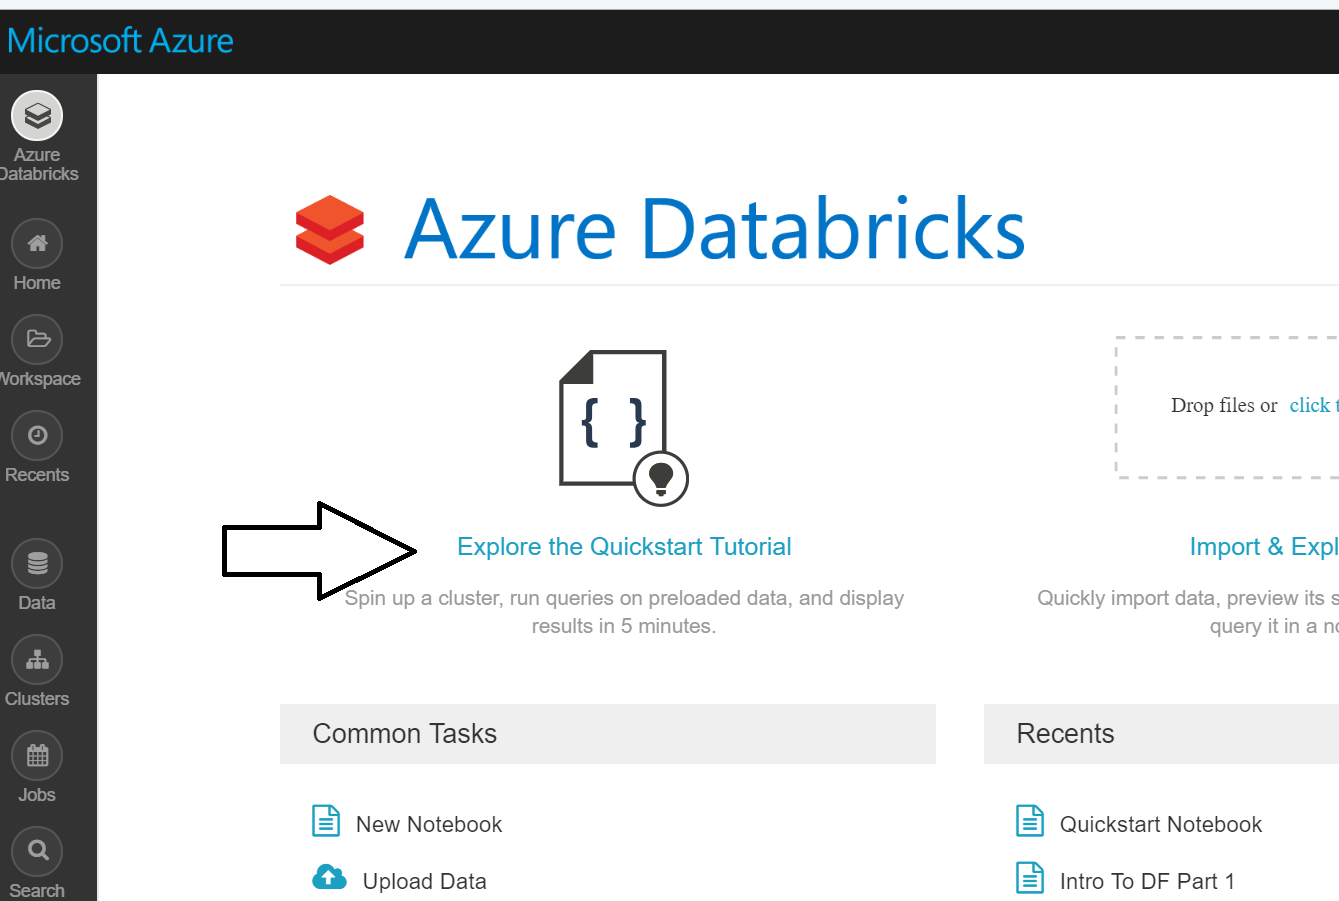 Microsoft Azure
Azure
Databricks
Home
Workspace
Recents
Data
Clusters
Jobs
Search
Azure Databricks
{ }
Explore the Quickstart Tutorial
Spin up a cluster, run queries on preloaded data, and display
results in 5 minutes.
Drop files or click
Import &
Quickly import data, preview its
query it in a
Common Tasks
New Notebook
Upload Data
Recents
Quickstart Notebook
Intro To DF Part 1